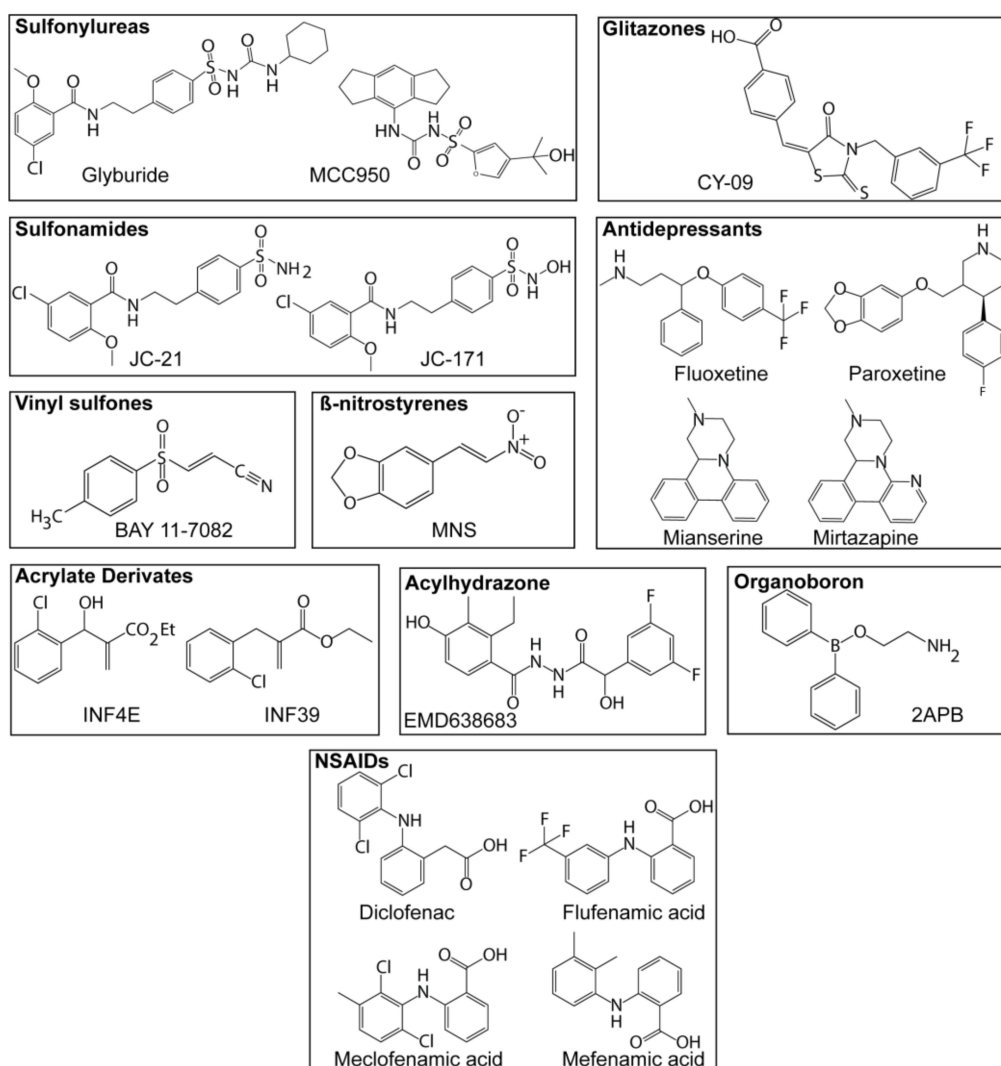 Sulfonylureas
Glyburide
MCC950
Glitazones
CY-09
Sulfonamides
JC-21
JC-171
Antidepressants
Fluoxetine
Paroxetine
Mianserine
Mirtazapine
Vinyl sulfones
BAY 11-7082
ß-nitrostyrenes
MNS
Acrylate Derivates
INF4E
INF39
Acylhydrazone
EMD638683
Organoboron
2APB
NSAIDs
Diclofenac
Flufenamic acid
Meclofenamic acid
Mefenamic acid